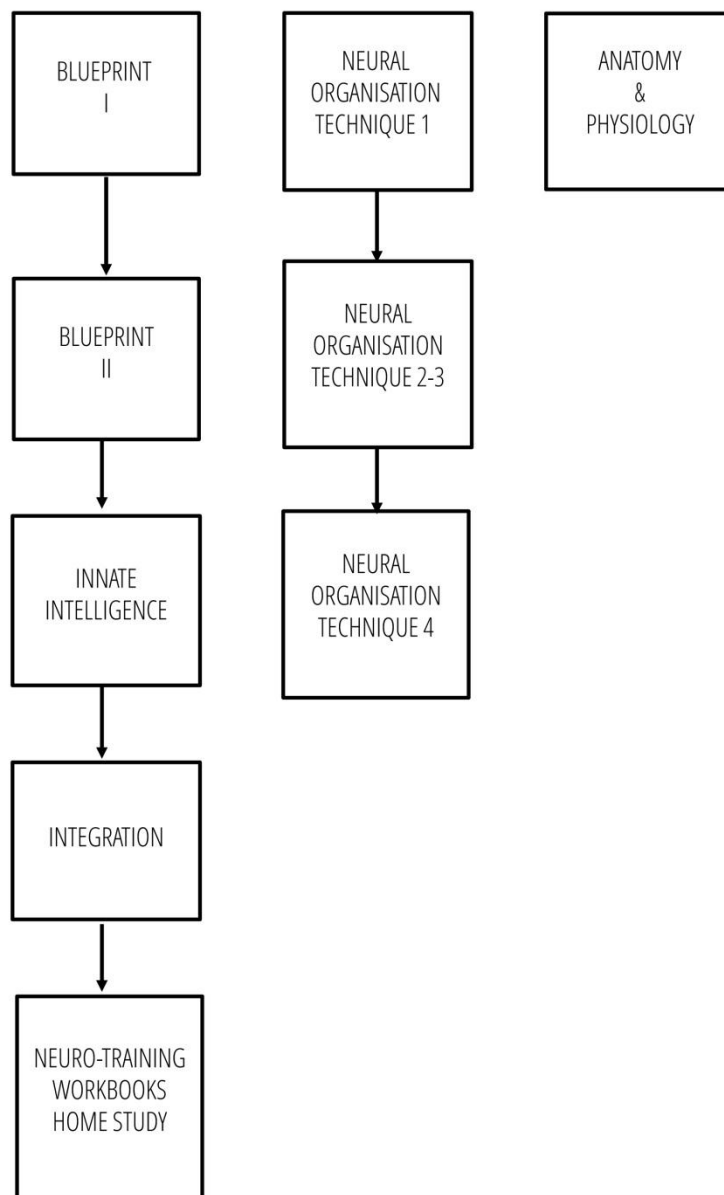 BLUEPRINT
I
NEURAL
ORGANISATION
TECHNIQUE 1
ANATOMY
&
PHYSIOLOGY
BLUEPRINT
II
NEURAL
ORGANISATION
TECHNIQUE 2-3
INNATE
INTELLIGENCE
NEURAL
ORGANISATION
TECHNIQUE 4
INTEGRATION
NEURO-TRAINING
WORKBOOKS
HOME STUDY